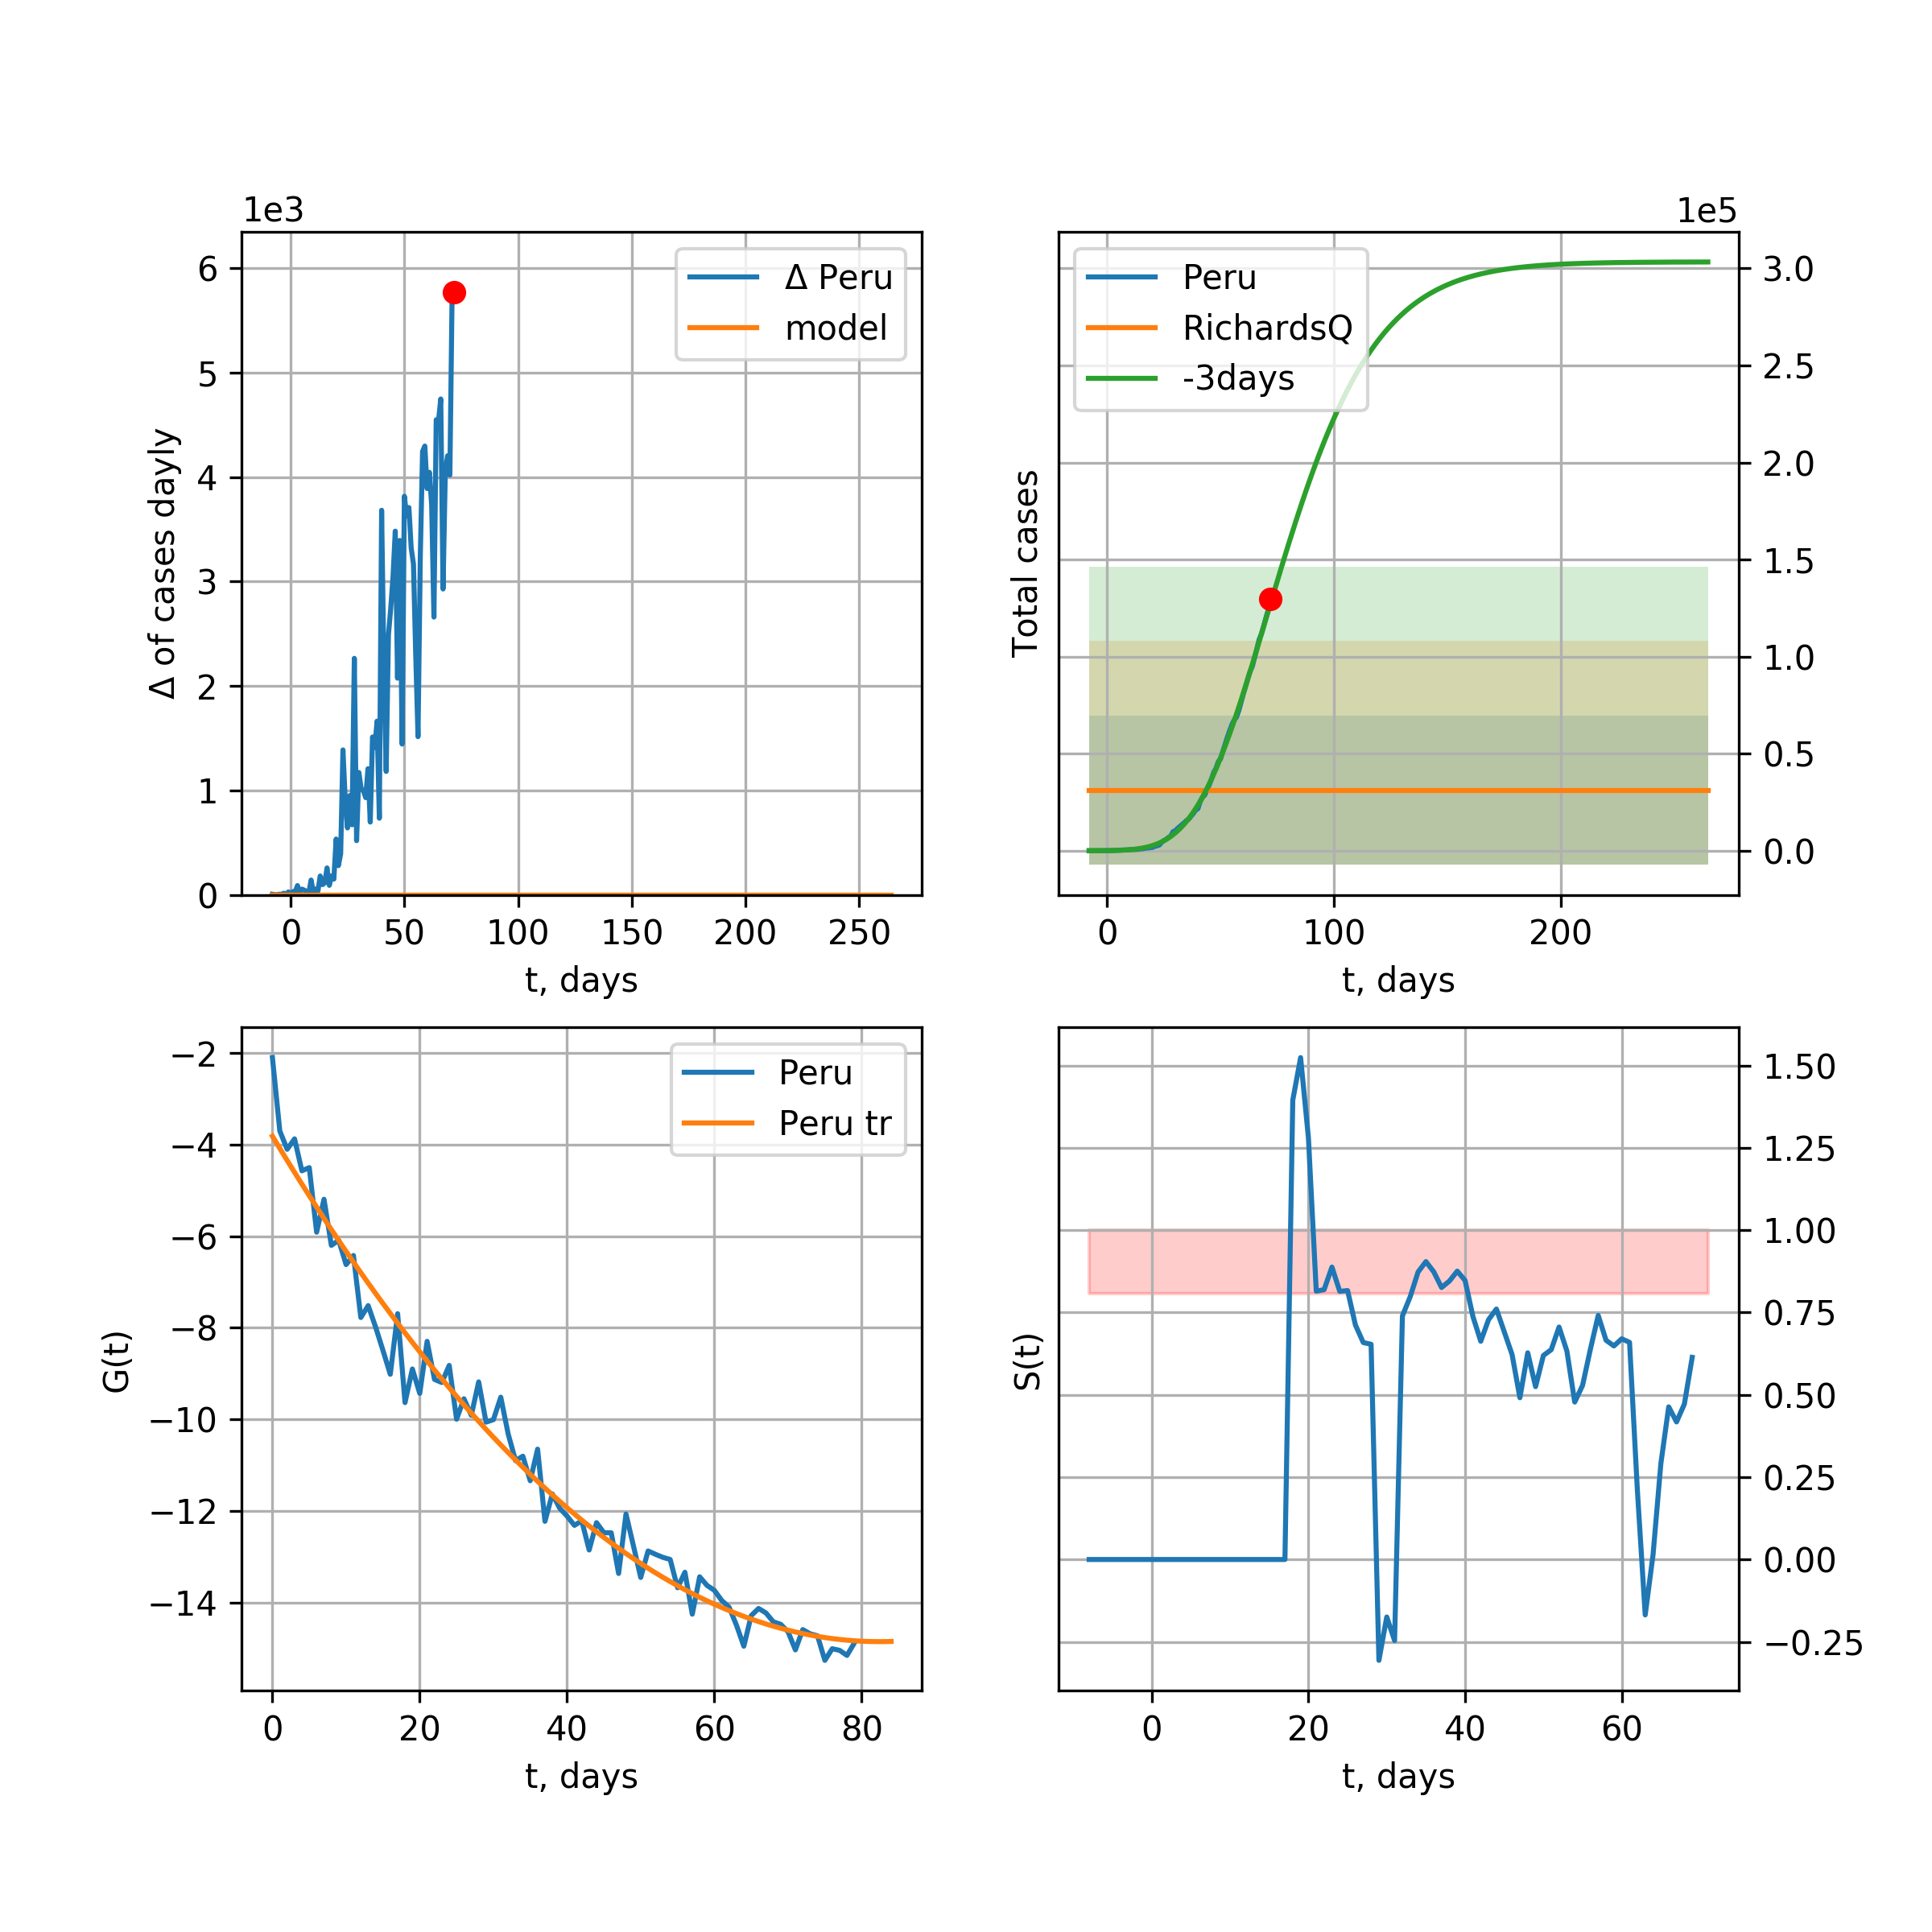 1e3
6
5
4
3
2
1
0
Δ of cases dayly
Δ Peru
model
0 50 100 150 200 250
t, days
1e5
Peru
RichardsQ
-3days
Total cases
3.0
2.5
2.0
1.5
1.0
0.5
0.0
0 100 200
t, days
−2
−4
−6
−8
−10
−12
−14
G(t)
Peru
Peru tr
0 20 40 60 80
t, days
S(t)
1.50
1.25
1.00
0.75
0.50
0.25
0.00
−0.25
0 20 40 60
t, days